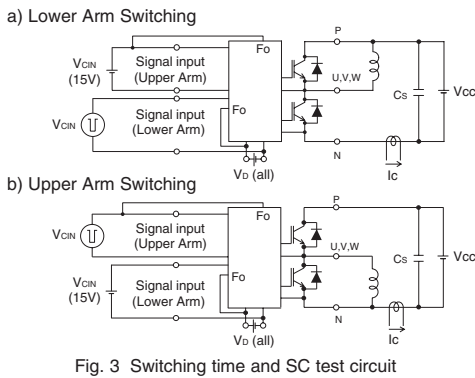 a) Lower Arm Switching
P
Fo
VCIN
(15V)
Signal input
(Upper Arm)
U,V,W
CS
VCC
Signal input
(Lower Arm)
Fo
VCIN
N
Ic
VD (all)
b) Upper Arm Switching
P
Fo
VCIN
Signal input
(Upper Arm)
U,V,W
CS
VCC
VCIN
(15V)
Signal input
(Lower Arm)
Fo
N
Ic
VD (all)
Fig. 3 Switching time and SC test circuit